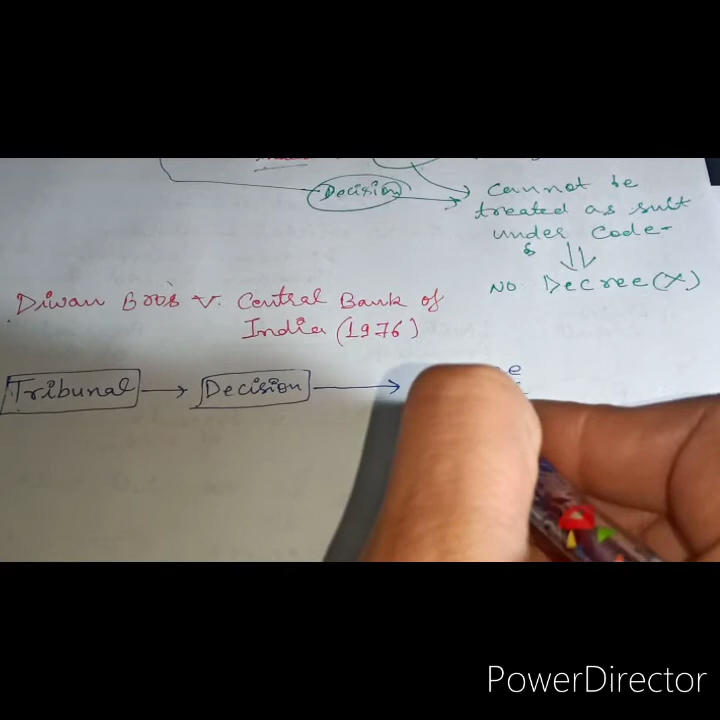 Decision
cannot be
treated as suit
under Code-
&
NO Decree (X)
Diwan Bros v. Central Bank of
India (1976)
Tribunal → Decision →
PowerDirector